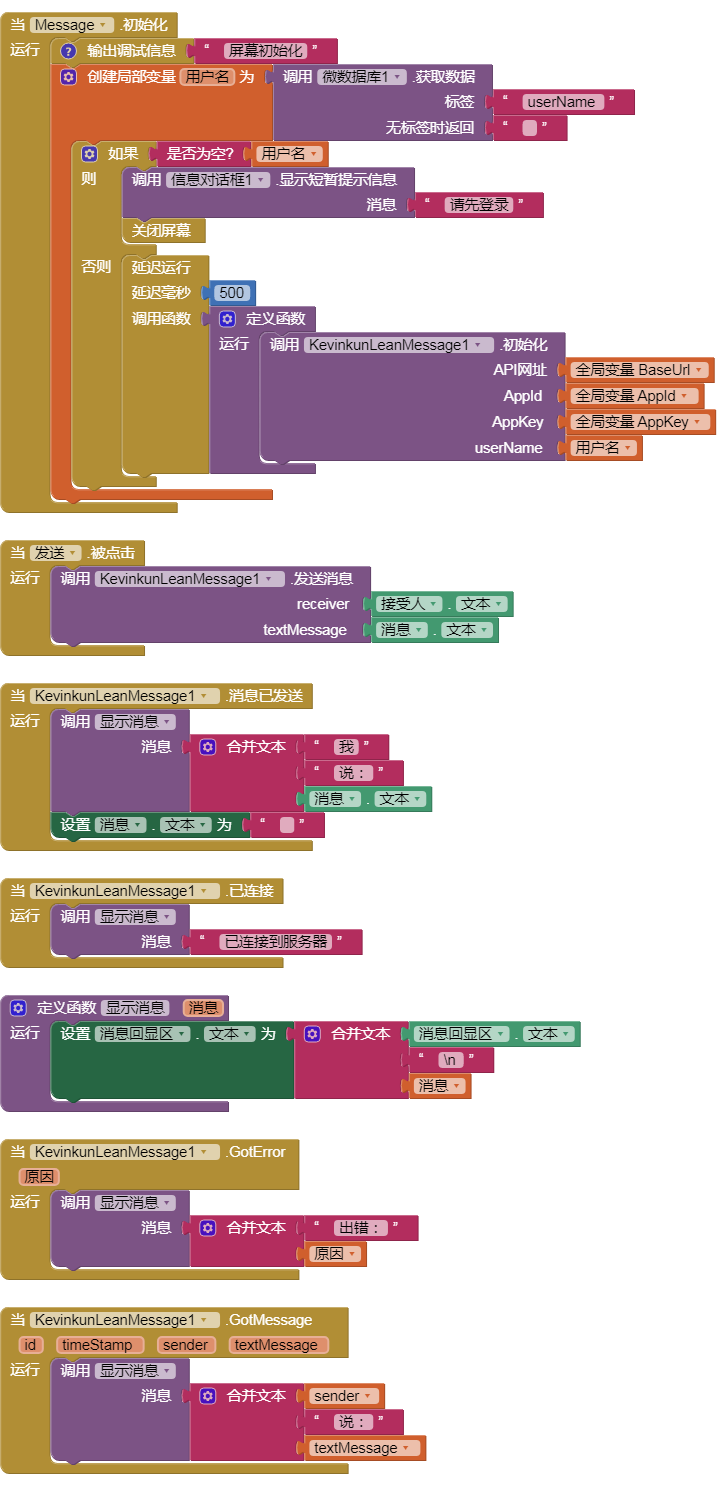 当 Message .初始化
运行 ? 输出调试信息 “ 屏幕初始化 ”
创建局部变量 用户名 为 调用 微数据库1 .获取数据
标签 “ userName ”
无标签时返回 “ ”
如果 是否为空? 用户名
则 调用 信息对话框1 .显示短暂提示信息
消息 “ 请先登录 ”
关闭屏幕
否则 延迟运行
延迟毫秒 500
调用函数 定义函数
运行 调用 KevinkunLeanMessage1 .初始化
API网址 全局变量 BaseUrl
AppId 全局变量 AppId
AppKey 全局变量 AppKey
userName 用户名
当 发送 .被点击
运行 调用 KevinkunLeanMessage1 .发送消息
receiver 接受人 . 文本
textMessage 消息 . 文本
当 KevinkunLeanMessage1 .消息已发送
运行 调用 显示消息
消息 合并文本 “ 我 ”
“ 说： ”
消息 . 文本
设置 消息 . 文本 为 “ ”
当 KevinkunLeanMessage1 .已连接
运行 调用 显示消息
消息 “ 已连接到服务器 ”
定义函数 显示消息 消息
运行 设置 消息回显区 . 文本 为 合并文本 消息回显区 . 文本
“ \n ”
消息
当 KevinkunLeanMessage1 .GotError
原因
运行 调用 显示消息
消息 合并文本 “ 出错： ”
原因
当 KevinkunLeanMessage1 .GotMessage
id timeStamp sender textMessage
运行 调用 显示消息
消息 合并文本 sender
“ 说： ”
textMessage